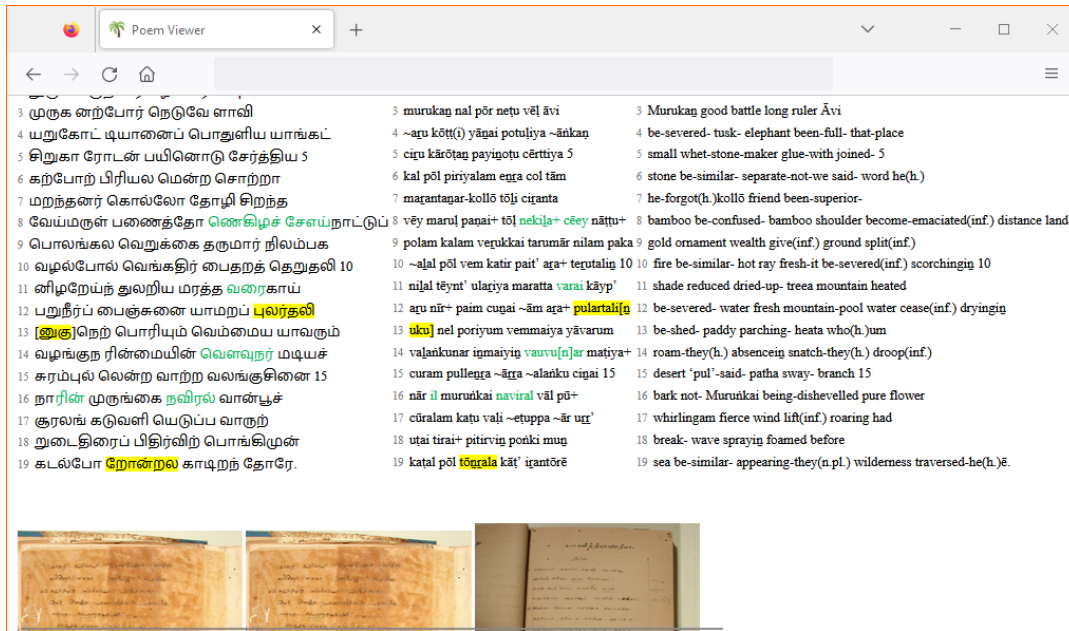 Poem Viewer
3 முருக னற்போர் நெடுவே ளாவி
4 யறுகோட் டியானைப் பொதுளிய யாங்கட்
5 சிறுகா ரோடன் பயினொடு சேர்த்திய 5
6 கற்போற் பிரியல மென்ற சொற்றா
7 மறந்தனர் கொல்லோ தோழி சிறந்த
8 வேய்மருள் பணைத்தோ ணெகிழச் சேஎய்நாட்டுப்
9 பொலங்கல வெறுக்கை தருமார் நிலம்பக
10 வழல்போல் வெங்கதிர் பைதறத் தெறுதலி 10
11 னிழறேய்ந் துலறிய மரத்த வரைகாய்
12 பறுநீர்ப் பைஞ்சுனை யாமறப் புலர்தலி
13 [னுகு]நெற் பொரியும் வெம்மைய யாவரும்
14 வழங்குந ரின்மையின் வௌவுநர் மடியச்
15 சுரம்புல் லென்ற வாற்ற வலங்குசினை 15
16 நாரின் முருங்கை நவிரல் வான்பூச்
17 சூரலங் கடுவளி யெடுப்ப வாருற்
18 றுடைதிரைப் பிதிர்விற் பொங்கிமுன்
19 கடல்போ றோன்றல காடிறந் தோரே.
3 murukaṉ nal pōr neṭu vēḷ āvi
4 ~aṟu kōṭṭ(i) yāṉai potuḷiya ~āṅkaṇ
5 ciṟu kārōṭaṉ payiṉoṭu cērttiya 5
6 kal pōl piriyalam eṉṟa col tām
7 maṟantaṉar-kollō tōḻi ciṟanta
8 vēy maruḷ paṇai+ tōḷ nekiḻa+ cēey nāṭṭu+
9 polam kalam veṟukkai tarumār nilam paka
10 ~aḻal pōl vem katir pait' aṟa+ teṟutaliṉ 10
11 niḻal tēynt' ulaṟiya maratta varai kāyp'
12 aṟu nīr+ paim cuṉai ~ām aṟa+ pulartali[ṉ
13 uku] nel poriyum vemmaiya yāvarum
14 vaḻaṅkunar iṉmaiyiṉ vauvu[n]ar maṭiya+
15 curam pulleṉṟa ~āṟṟa ~alaṅku ciṉai 15
16 nār il muruṅkai naviral vāl pū+
17 cūralam kaṭu vaḷi ~eṭuppa ~ār uṟṟ'
18 uṭai tirai+ pitirviṉ poṅki muṉ
19 kaṭal pōl tōṉṟala kāṭ' iṟantōrē
3 Murukaṉ good battle long ruler Āvi
4 be-severed- tusk- elephant been-full- that-place
5 small whet-stone-maker glue-with joined- 5
6 stone be-similar- separate-not-we said- word he(h.)
7 he-forgot(h.)kollō friend been-superior-
8 bamboo be-confused- bamboo shoulder become-emaciated(inf.) distance land
9 gold ornament wealth give(inf.) ground split(inf.)
10 fire be-similar- hot ray fresh-it be-severed(inf.) scorchingiṉ 10
11 shade reduced dried-up- treea mountain heated
12 be-severed- water fresh mountain-pool water cease(inf.) dryingiṉ
13 be-shed- paddy parching- heata who(h.)um
14 roam-they(h.) absenceiṉ snatch-they(h.) droop(inf.)
15 desert ‘pul’-said- patha sway- branch 15
16 bark not- Muruṅkai being-dishevelled pure flower
17 whirlingam fierce wind lift(inf.) roaring had
18 break- wave sprayiṉ foamed before
19 sea be-similar- appearing-they(n.pl.) wilderness traversed-he(h.)ē.